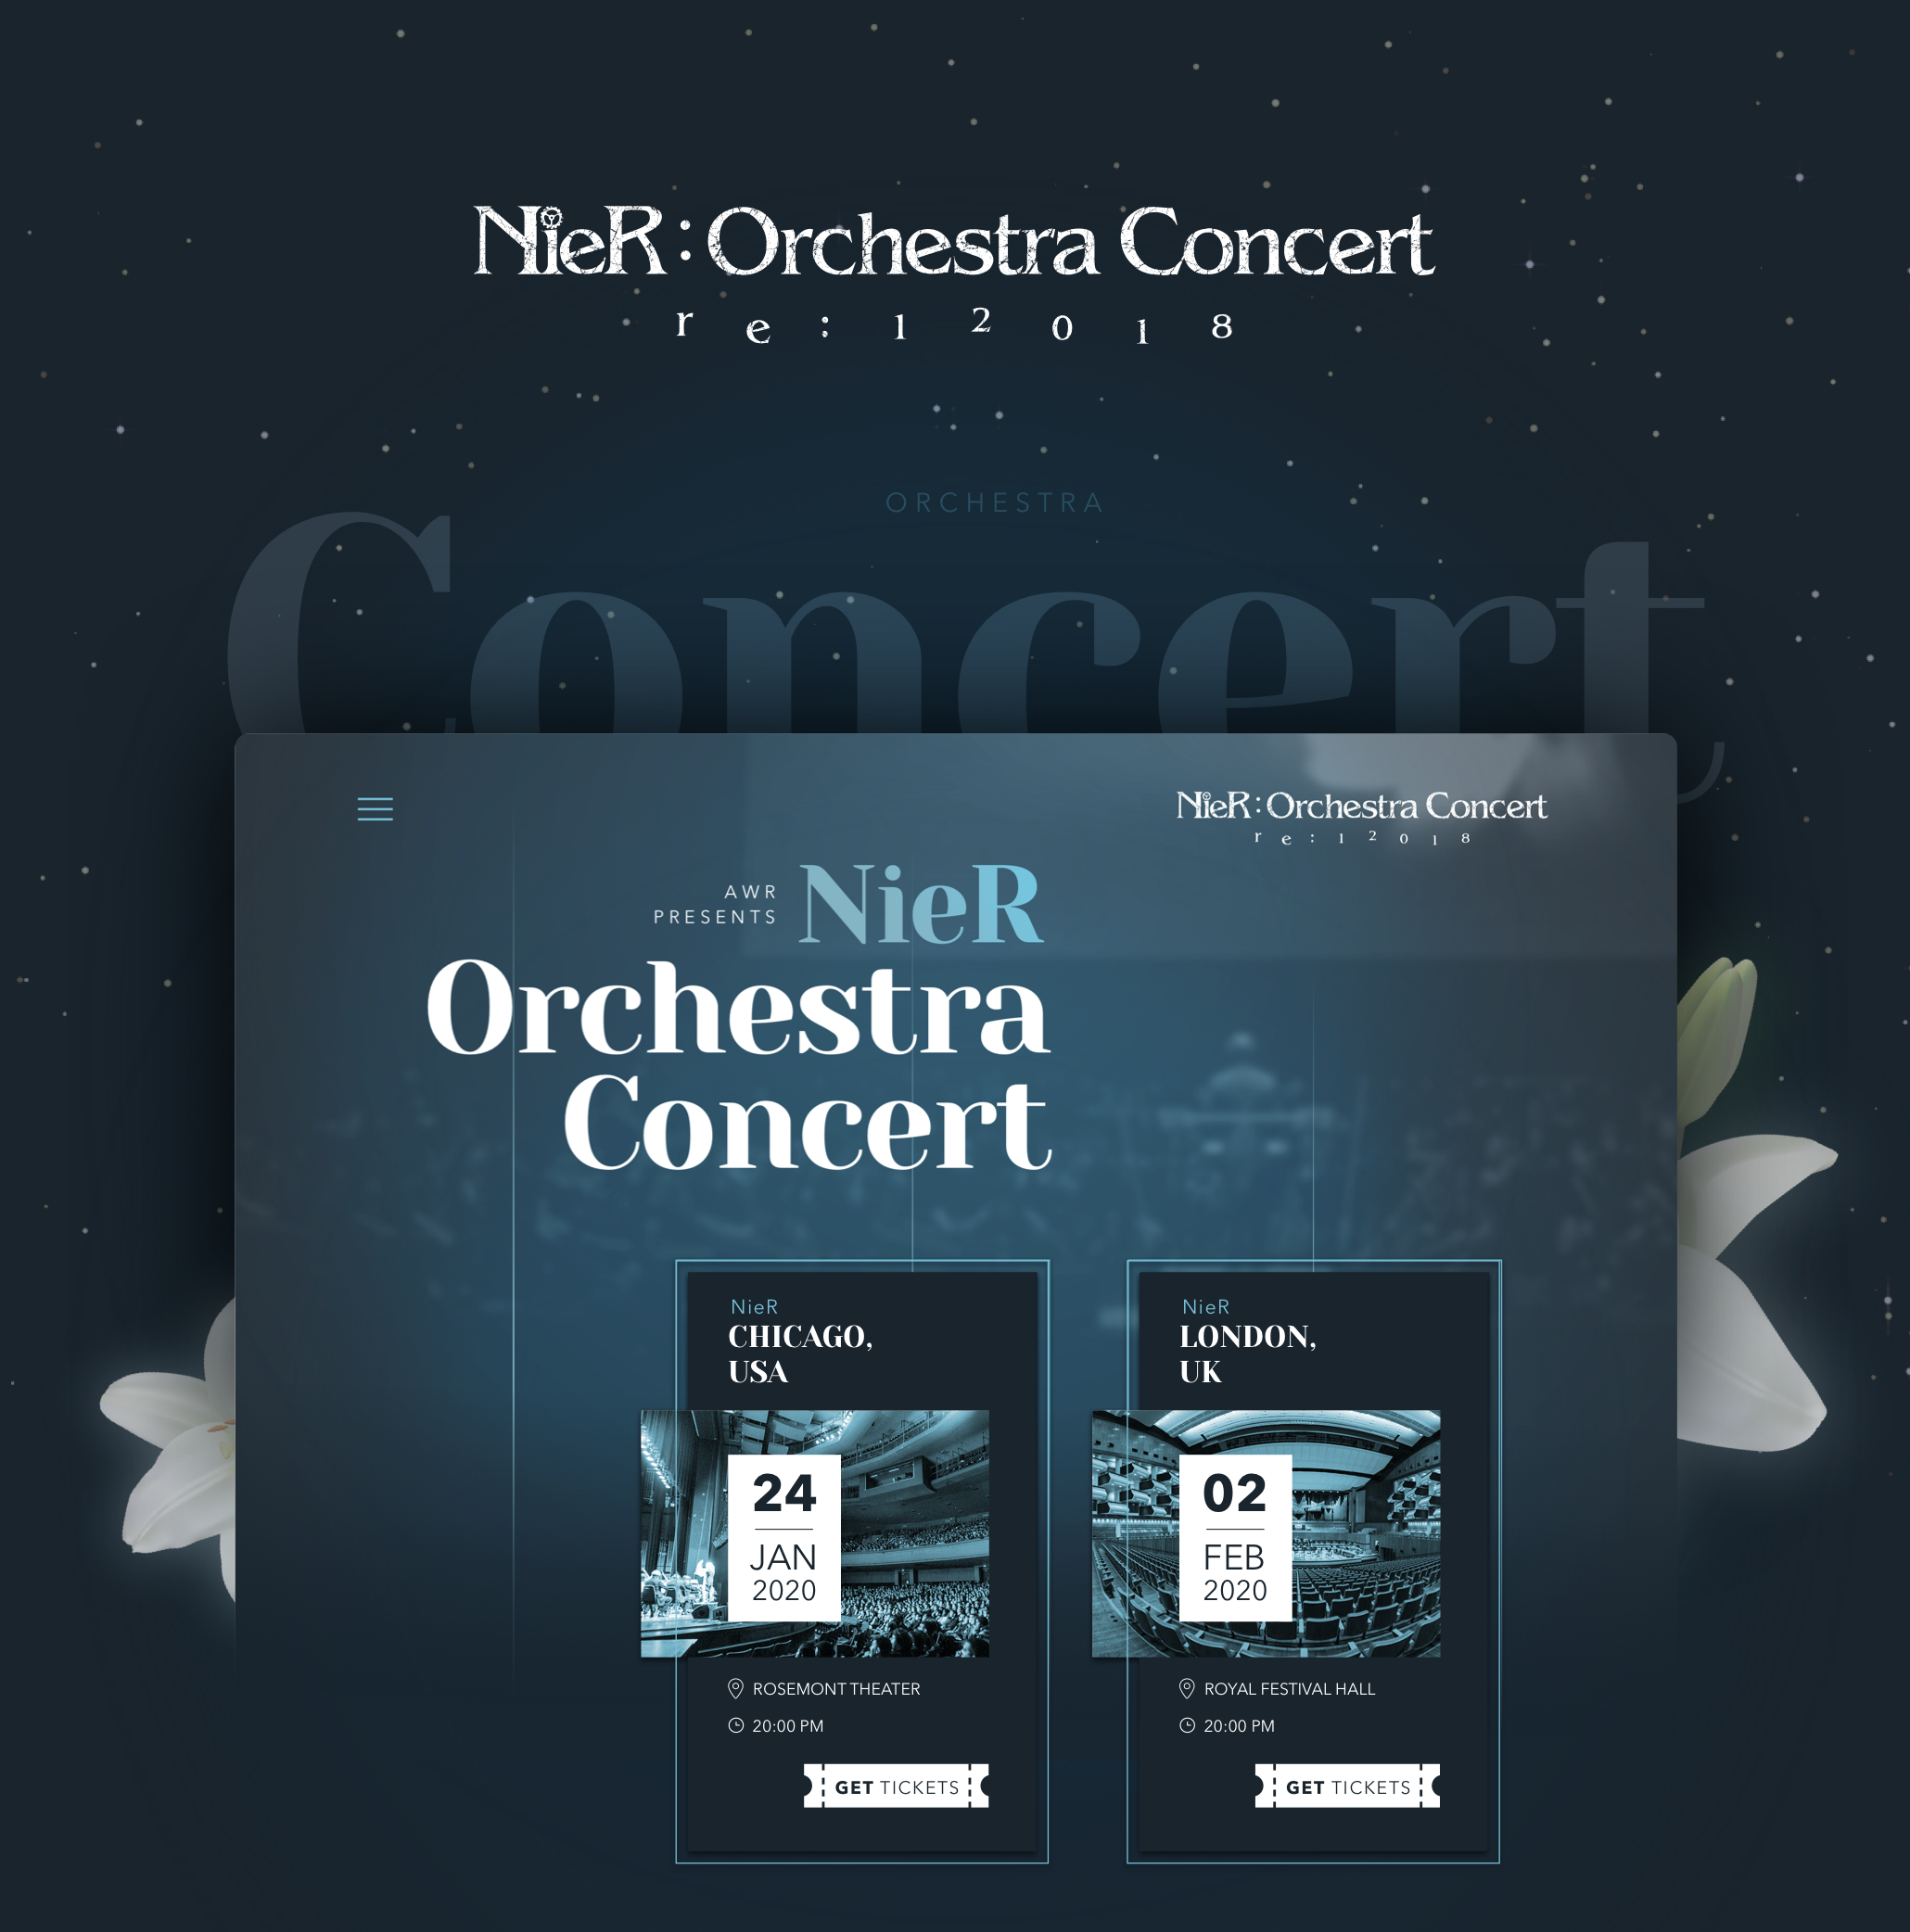 NieR:Orchestra Concert
re:12018
ORCHESTRA
Concert
NieR:Orchestra Concert
re:12018
AWR
PRESENTS
NieR
Orchestra
Concert
NieR
CHICAGO,
USA
24
JAN
2020
ROSEMONT THEATER
20:00 PM
GET TICKETS
NieR
LONDON,
UK
02
FEB
2020
ROYAL FESTIVAL HALL
20:00 PM
GET TICKETS